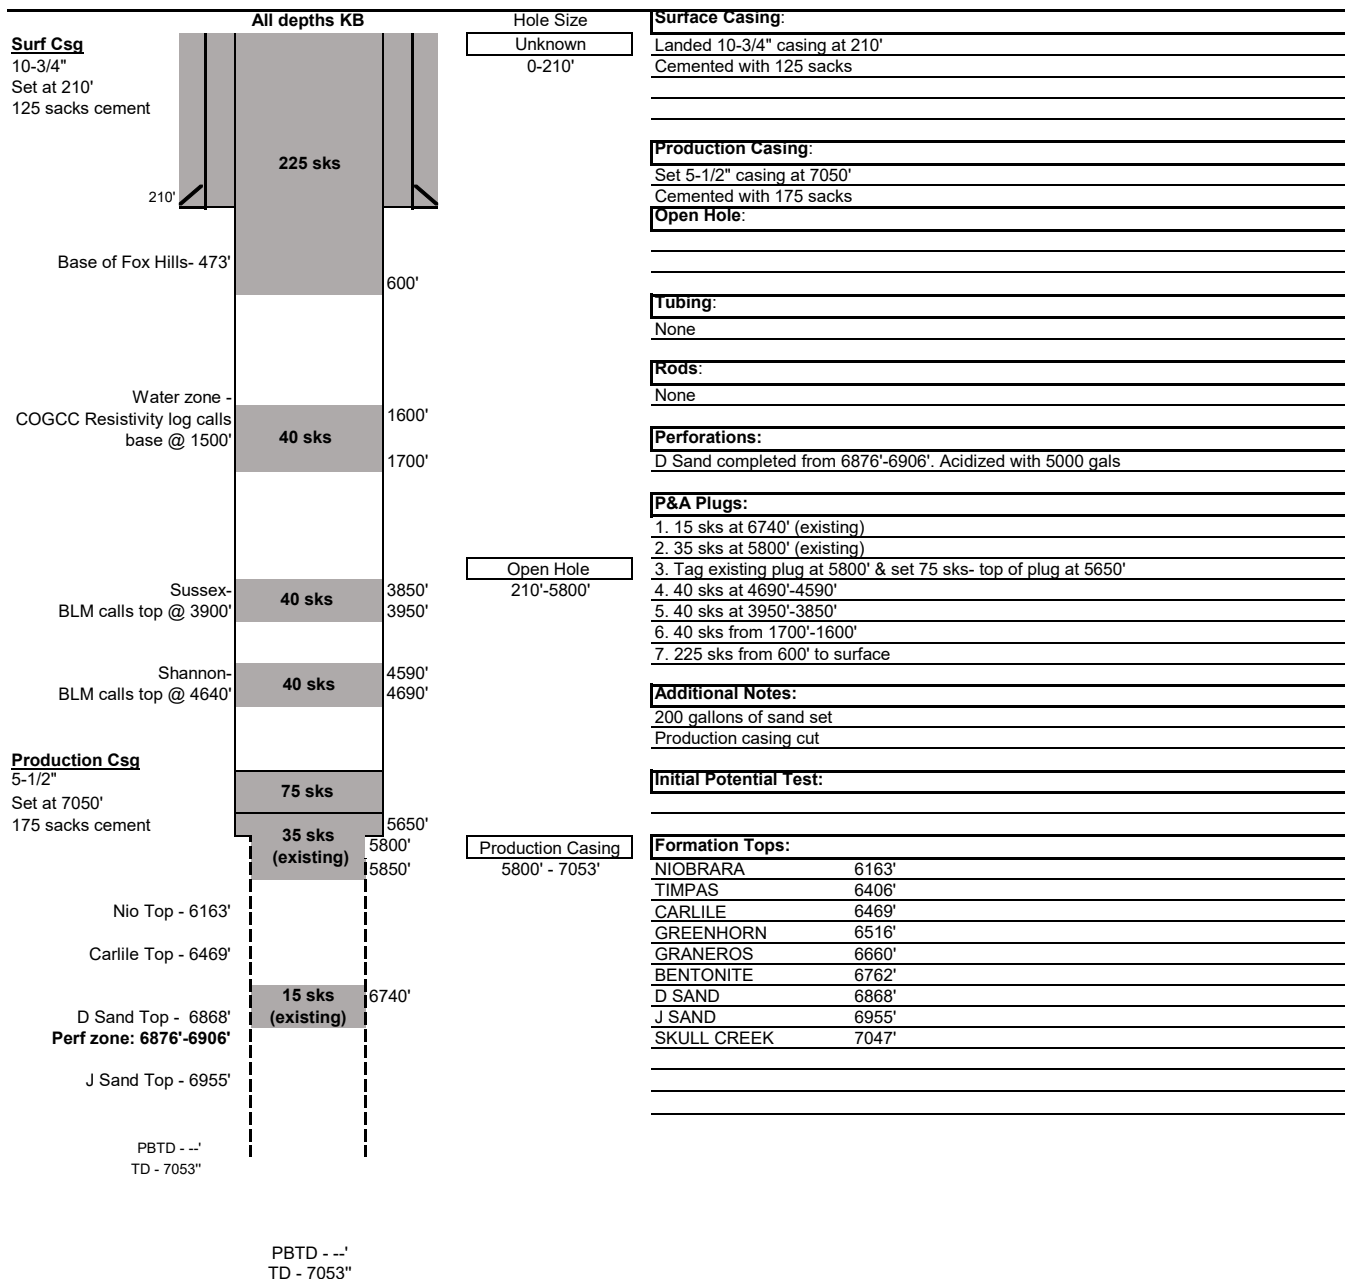 All depths KB
Surf Csg
10-3/4"
Set at 210'
125 sacks cement
225 sks
210'
Base of Fox Hills- 473'
600'
Water zone -
COGCC Resistivity log calls
base @ 1500'
40 sks
1600'
1700'
Sussex-
BLM calls top @ 3900'
40 sks
3850'
3950'
Shannon-
BLM calls top @ 4640'
40 sks
4590'
4690'
Production Csg
5-1/2"
Set at 7050'
175 sacks cement
75 sks
5650'
35 sks
(existing)
5800'
5850'
Nio Top - 6163'
Carlile Top - 6469'
15 sks
(existing)
6740'
D Sand Top -  6868'
Perf zone: 6876'-6906'
J Sand Top - 6955'
PBTD - --'
TD - 7053"
PBTD - --'
TD - 7053"
Hole Size
Unknown
0-210'
Open Hole
210'-5800'
Production Casing
5800' - 7053'
Surface Casing:
Landed 10-3/4" casing at 210'
Cemented with 125 sacks
Production Casing:
Set 5-1/2" casing at 7050'
Cemented with 175 sacks
Open Hole:
Tubing:
None
Rods:
None
Perforations:
D Sand completed from 6876'-6906'. Acidized with 5000 gals
P&A Plugs:
1. 15 sks at 6740' (existing)
2. 35 sks at 5800' (existing)
3. Tag existing plug at 5800' & set 75 sks- top of plug at 5650'
4. 40 sks at 4690'-4590'
5. 40 sks at 3950'-3850'
6. 40 sks from 1700'-1600'
7. 225 sks from 600' to surface
Additional Notes:
200 gallons of sand set
Production casing cut
Initial Potential Test:
Formation Tops:
NIOBRARA 6163'
TIMPAS 6406'
CARLILE 6469'
GREENHORN 6516'
GRANEROS 6660'
BENTONITE 6762'
D SAND 6868'
J SAND 6955'
SKULL CREEK 7047'